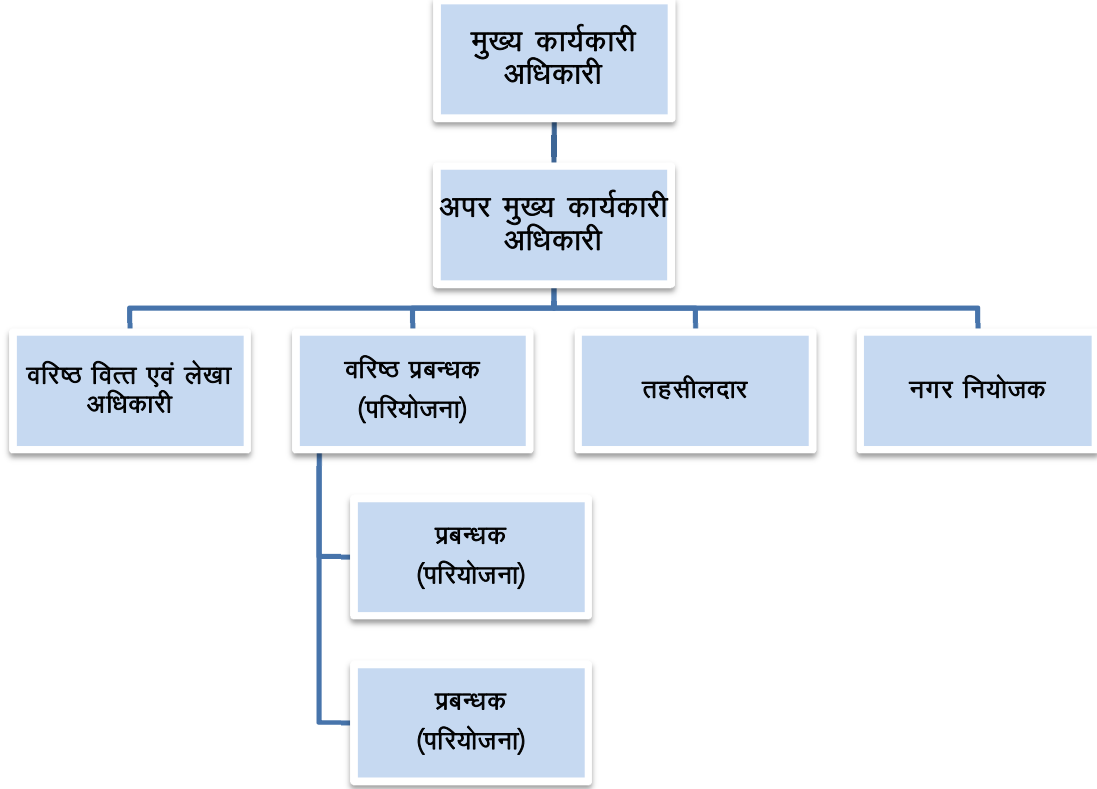 मुख्य कार्यकारी
अधिकारी
अपर मुख्य कार्यकारी
अधिकारी
वरिष्ठ वित्त एवं लेखा
अधिकारी
वरिष्ठ प्रबन्धक
(परियोजना)
तहसीलदार
नगर नियोजक
प्रबन्धक
(परियोजना)
प्रबन्धक
(परियोजना)